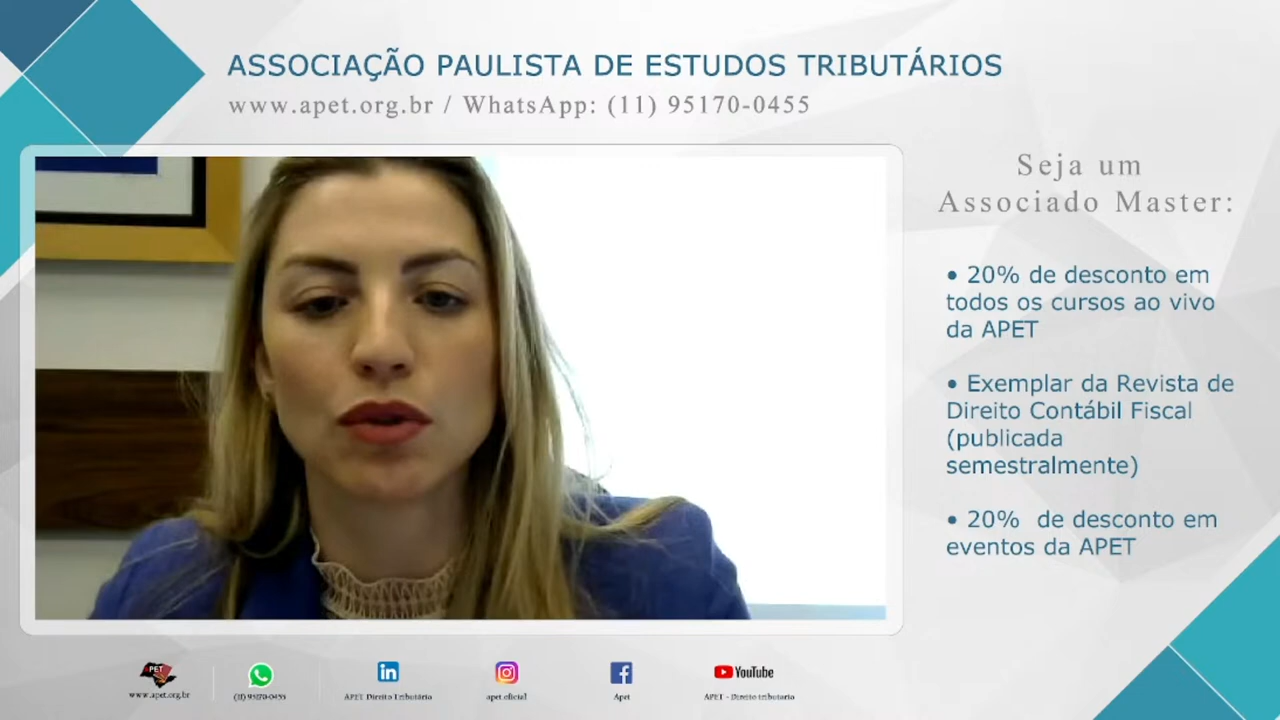 ASSOCIAÇÃO PAULISTA DE ESTUDOS TRIBUTÁRIOS
www.apet.org.br / WhatsApp: (11) 95170-0455
Seja um
Associado Master:
• 20% de desconto em
todos os cursos ao vivo
da APET
• Exemplar da Revista de
Direito Contábil Fiscal
(publicada
semestralmente)
• 20% de desconto em
eventos da APET
APET
www.apet.org.br
(11) 95170-0455
in
APET Direito Tributário
apet.oficial
Apet
YouTube
APET - Direito tributario